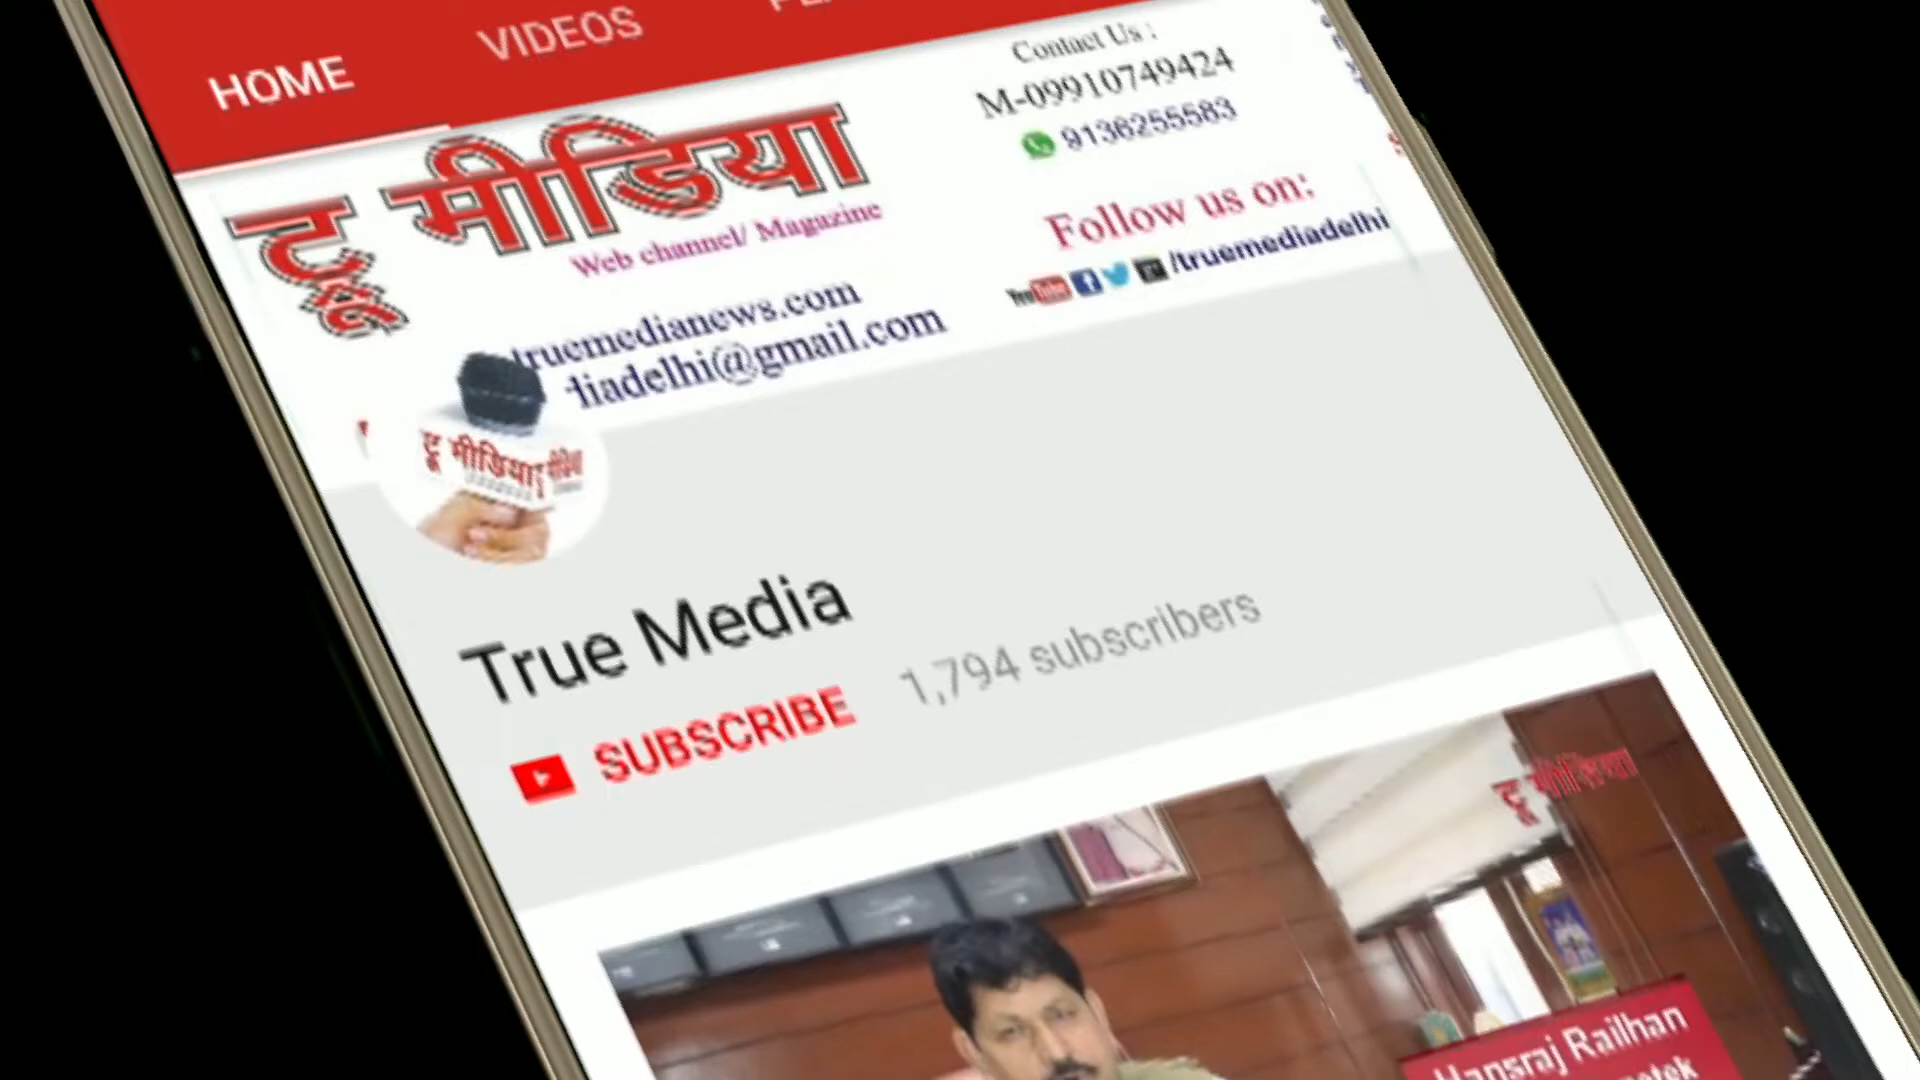 HOME
VIDEOS
ट्रू मीडिया
Web channel/ Magazine
Contact Us :
M-09910749424
9136255583
Follow us on:
YouTube
/truemediadelhi
truemedianews.com
diadelhi@gmail.com
ट्रू मीडिया
True Media
SUBSCRIBE
1,794 subscribers
ट्रू मीडिया
Hansraj Railhan